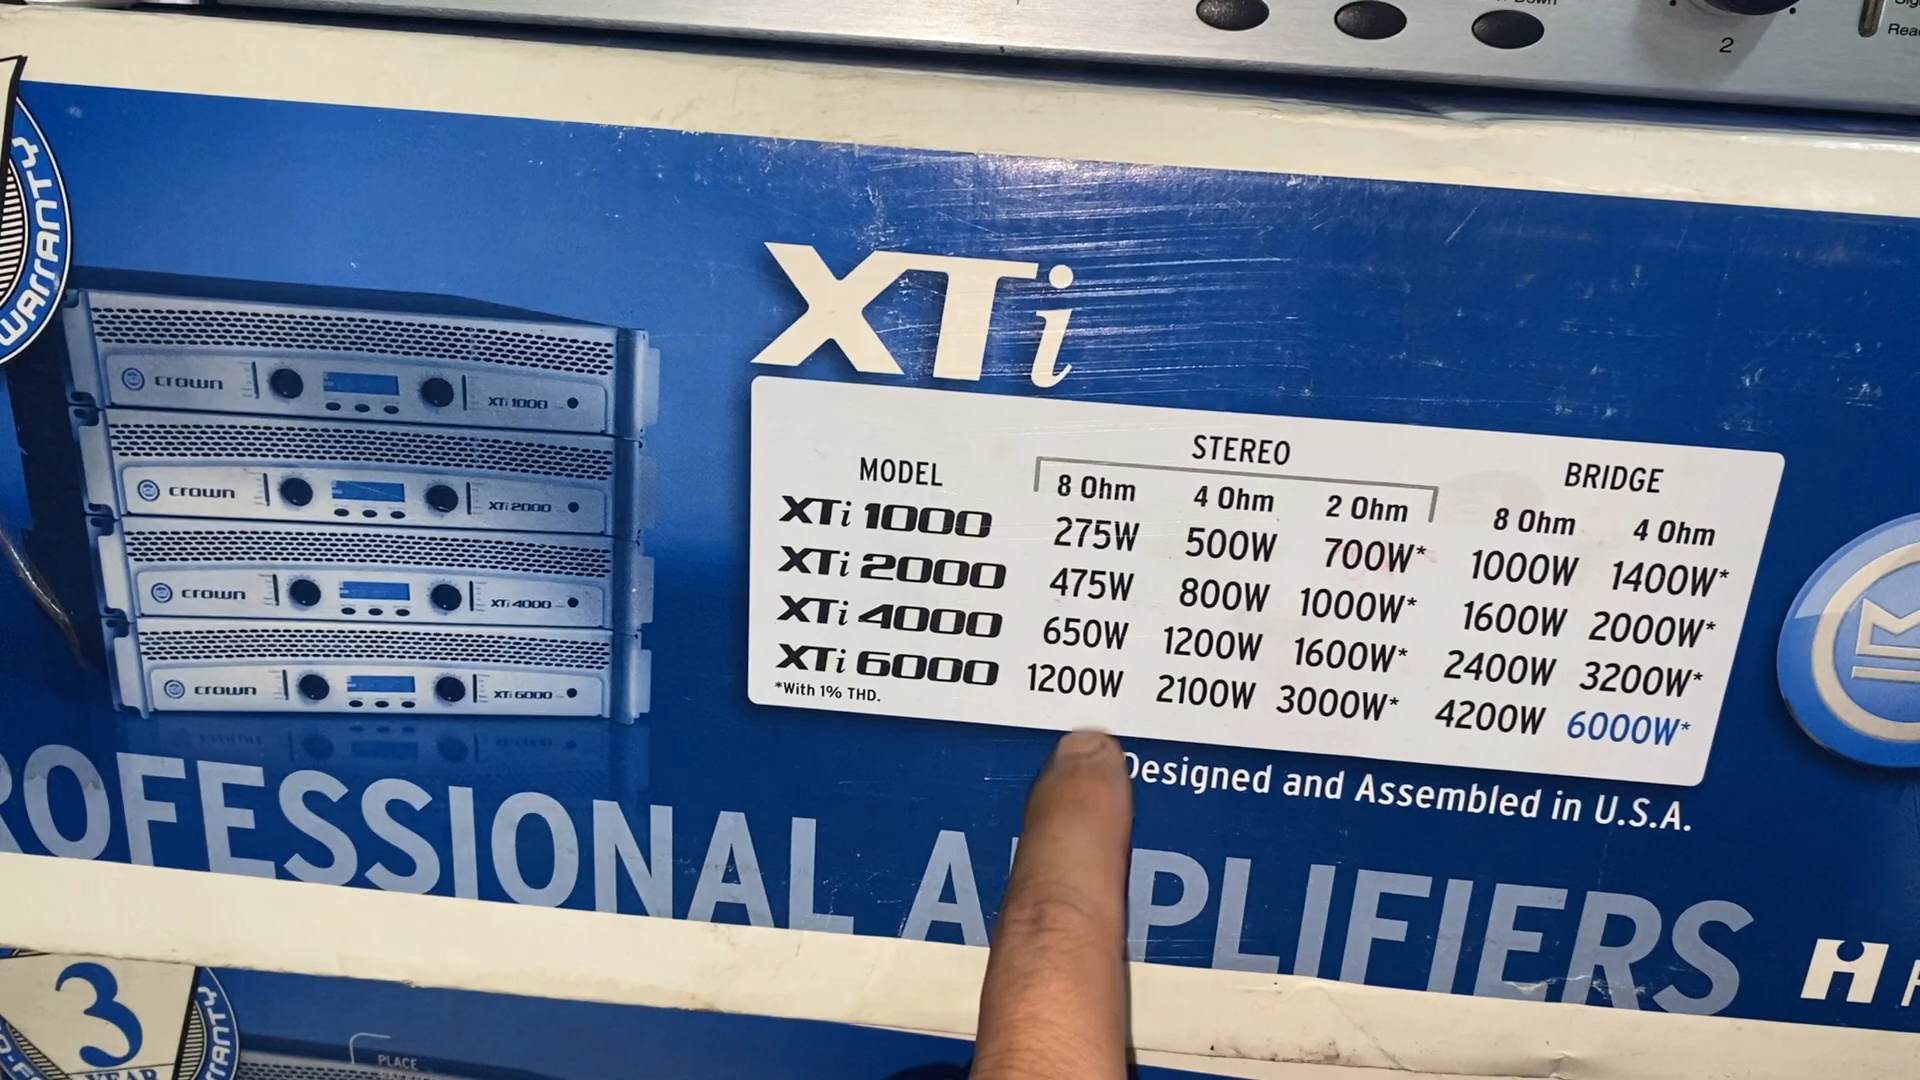 2
WARRANTY
crown XTi 1000
crown XTi 2000
crown XTi 4000
crown XTi 6000
XTi
STEREO BRIDGE
MODEL 8 Ohm 4 Ohm 2 Ohm 8 Ohm 4 Ohm
XTi 1000 275W 500W 700W* 1000W 1400W*
XTi 2000 475W 800W 1000W* 1600W 2000W*
XTi 4000 650W 1200W 1600W* 2400W 3200W*
XTi 6000 1200W 2100W 3000W* 4200W 6000W*
*With 1% THD.
Designed and Assembled in U.S.A.
3
YEAR
PLACE